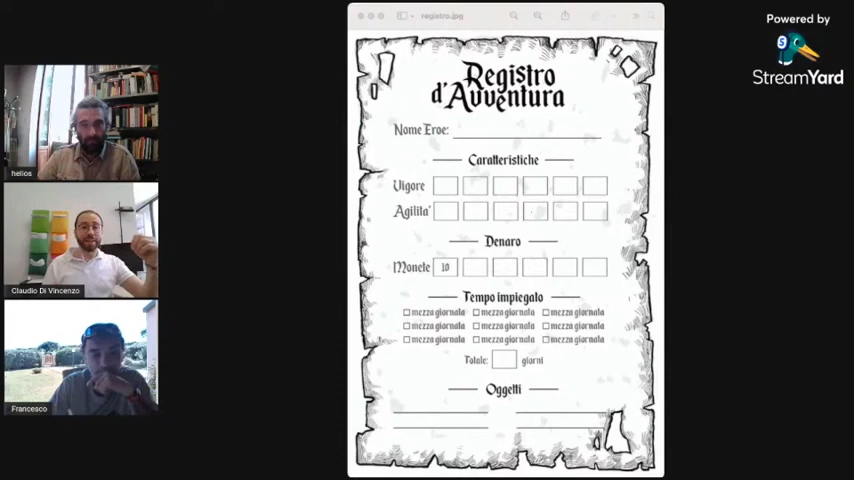 registro.jpg
Powered by
StreamYard
Registro
d'Avventura
Nome Eroe:
Caratteristiche
Vigore
Agilita'
Denaro
Monete 10
Tempo impiegato
mezza giornata mezza giornata mezza giornata
mezza giornata mezza giornata mezza giornata
mezza giornata mezza giornata mezza giornata
Totale: giorni
Oggetti
helios
Claudio Di Vincenzo
Francesco